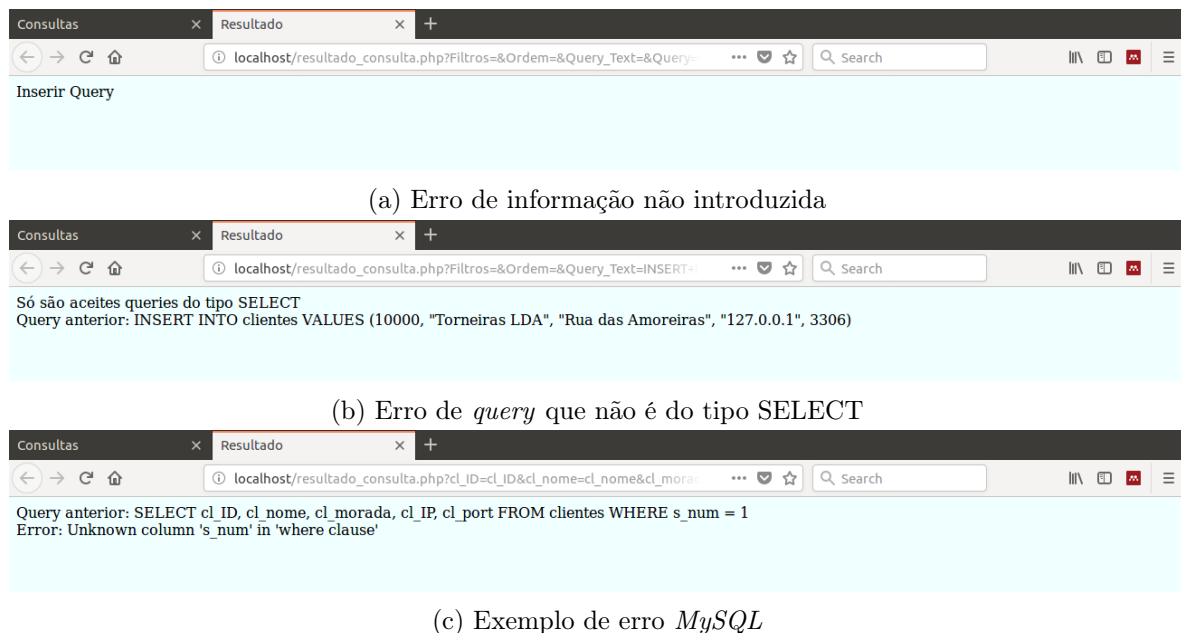 Consultas × Resultado × +
localhost/resultado_consulta.php?Filtros=&Ordem=&Query_Text=&Query= Search
Inserir Query
(a) Erro de informação não introduzida
Consultas × Resultado × +
localhost/resultado_consulta.php?Filtros=&Ordem=&Query_Text=INSERT+ Search
Só são aceites queries do tipo SELECT
Query anterior: INSERT INTO clientes VALUES (10000, "Torneiras LDA", "Rua das Amoreiras", "127.0.0.1", 3306)
(b) Erro de query que não é do tipo SELECT
Consultas × Resultado × +
localhost/resultado_consulta.php?cl_ID=cl_ID&cl_nome=cl_nome&cl_morad Search
Query anterior: SELECT cl_ID, cl_nome, cl_morada, cl_IP, cl_port FROM clientes WHERE s_num = 1
Error: Unknown column 's_num' in 'where clause'
(c) Exemplo de erro MySQL